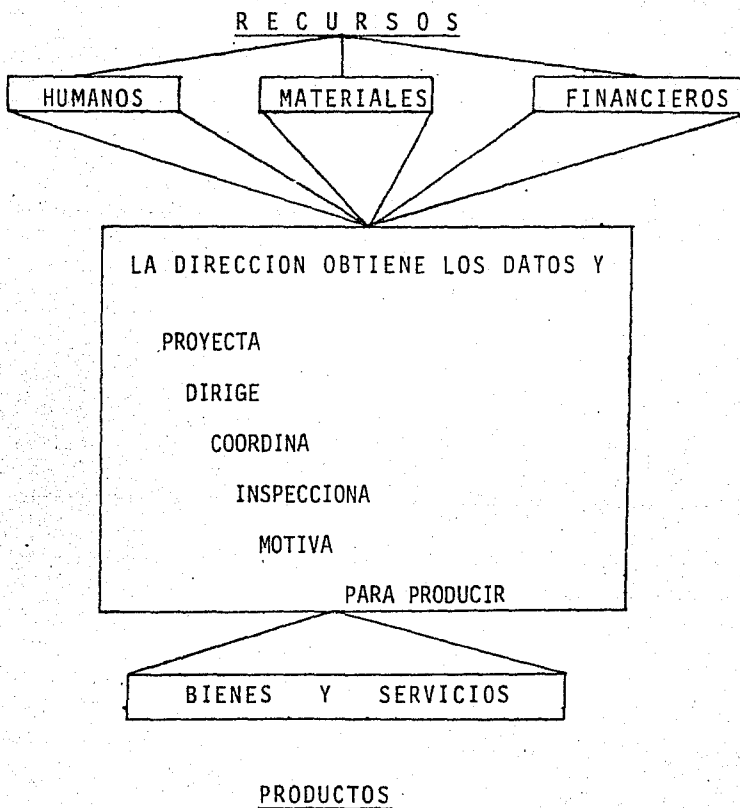 R E C U R S O S
HUMANOS MATERIALES FINANCIEROS
LA DIRECCION OBTIENE LOS DATOS Y
PROYECTA
DIRIGE
COORDINA
INSPECCIONA
MOTIVA
PARA PRODUCIR
BIENES Y SERVICIOS
PRODUCTOS